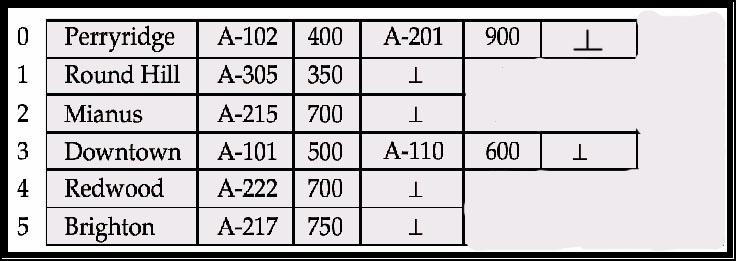 0 Perryridge A-102 400 A-201 900 ⊥
1 Round Hill A-305 350 ⊥
2 Mianus A-215 700 ⊥
3 Downtown A-101 500 A-110 600 ⊥
4 Redwood A-222 700 ⊥
5 Brighton A-217 750 ⊥